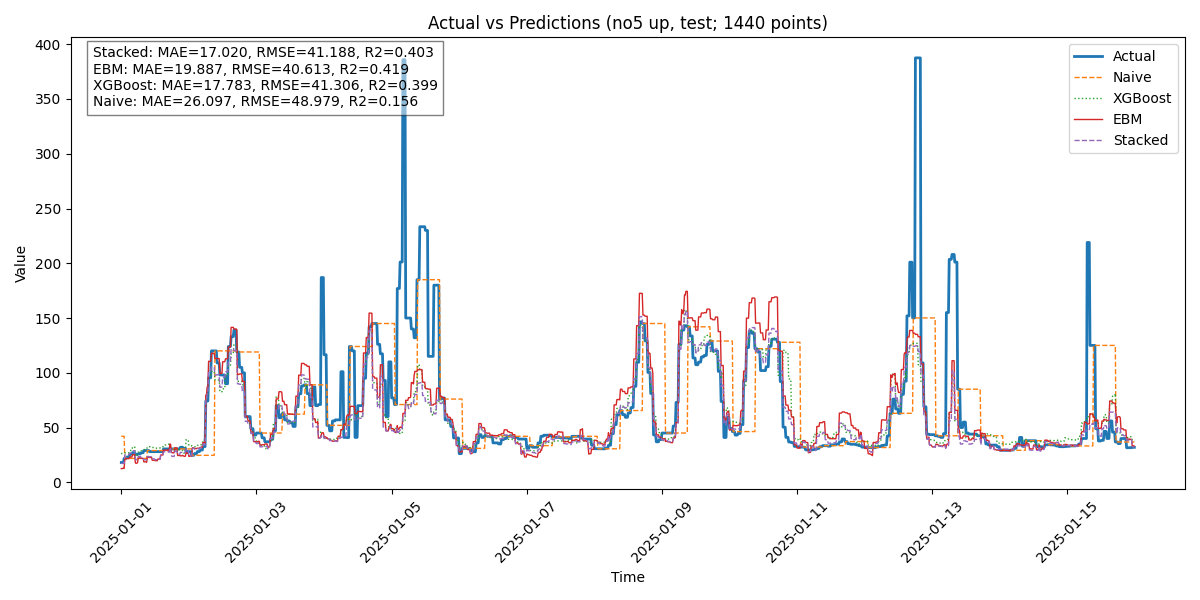 Actual vs Predictions (no5 up, test; 1440 points)
Stacked: MAE=17.020, RMSE=41.188, R2=0.403
EBM: MAE=19.887, RMSE=40.613, R2=0.419
XGBoost: MAE=17.783, RMSE=41.306, R2=0.399
Naive: MAE=26.097, RMSE=48.979, R2=0.156
Actual
Naive
XGBoost
EBM
Stacked
Value
400
350
300
250
200
150
100
50
0
2025-01-01
2025-01-03
2025-01-05
2025-01-07
2025-01-09
2025-01-11
2025-01-13
2025-01-15
Time